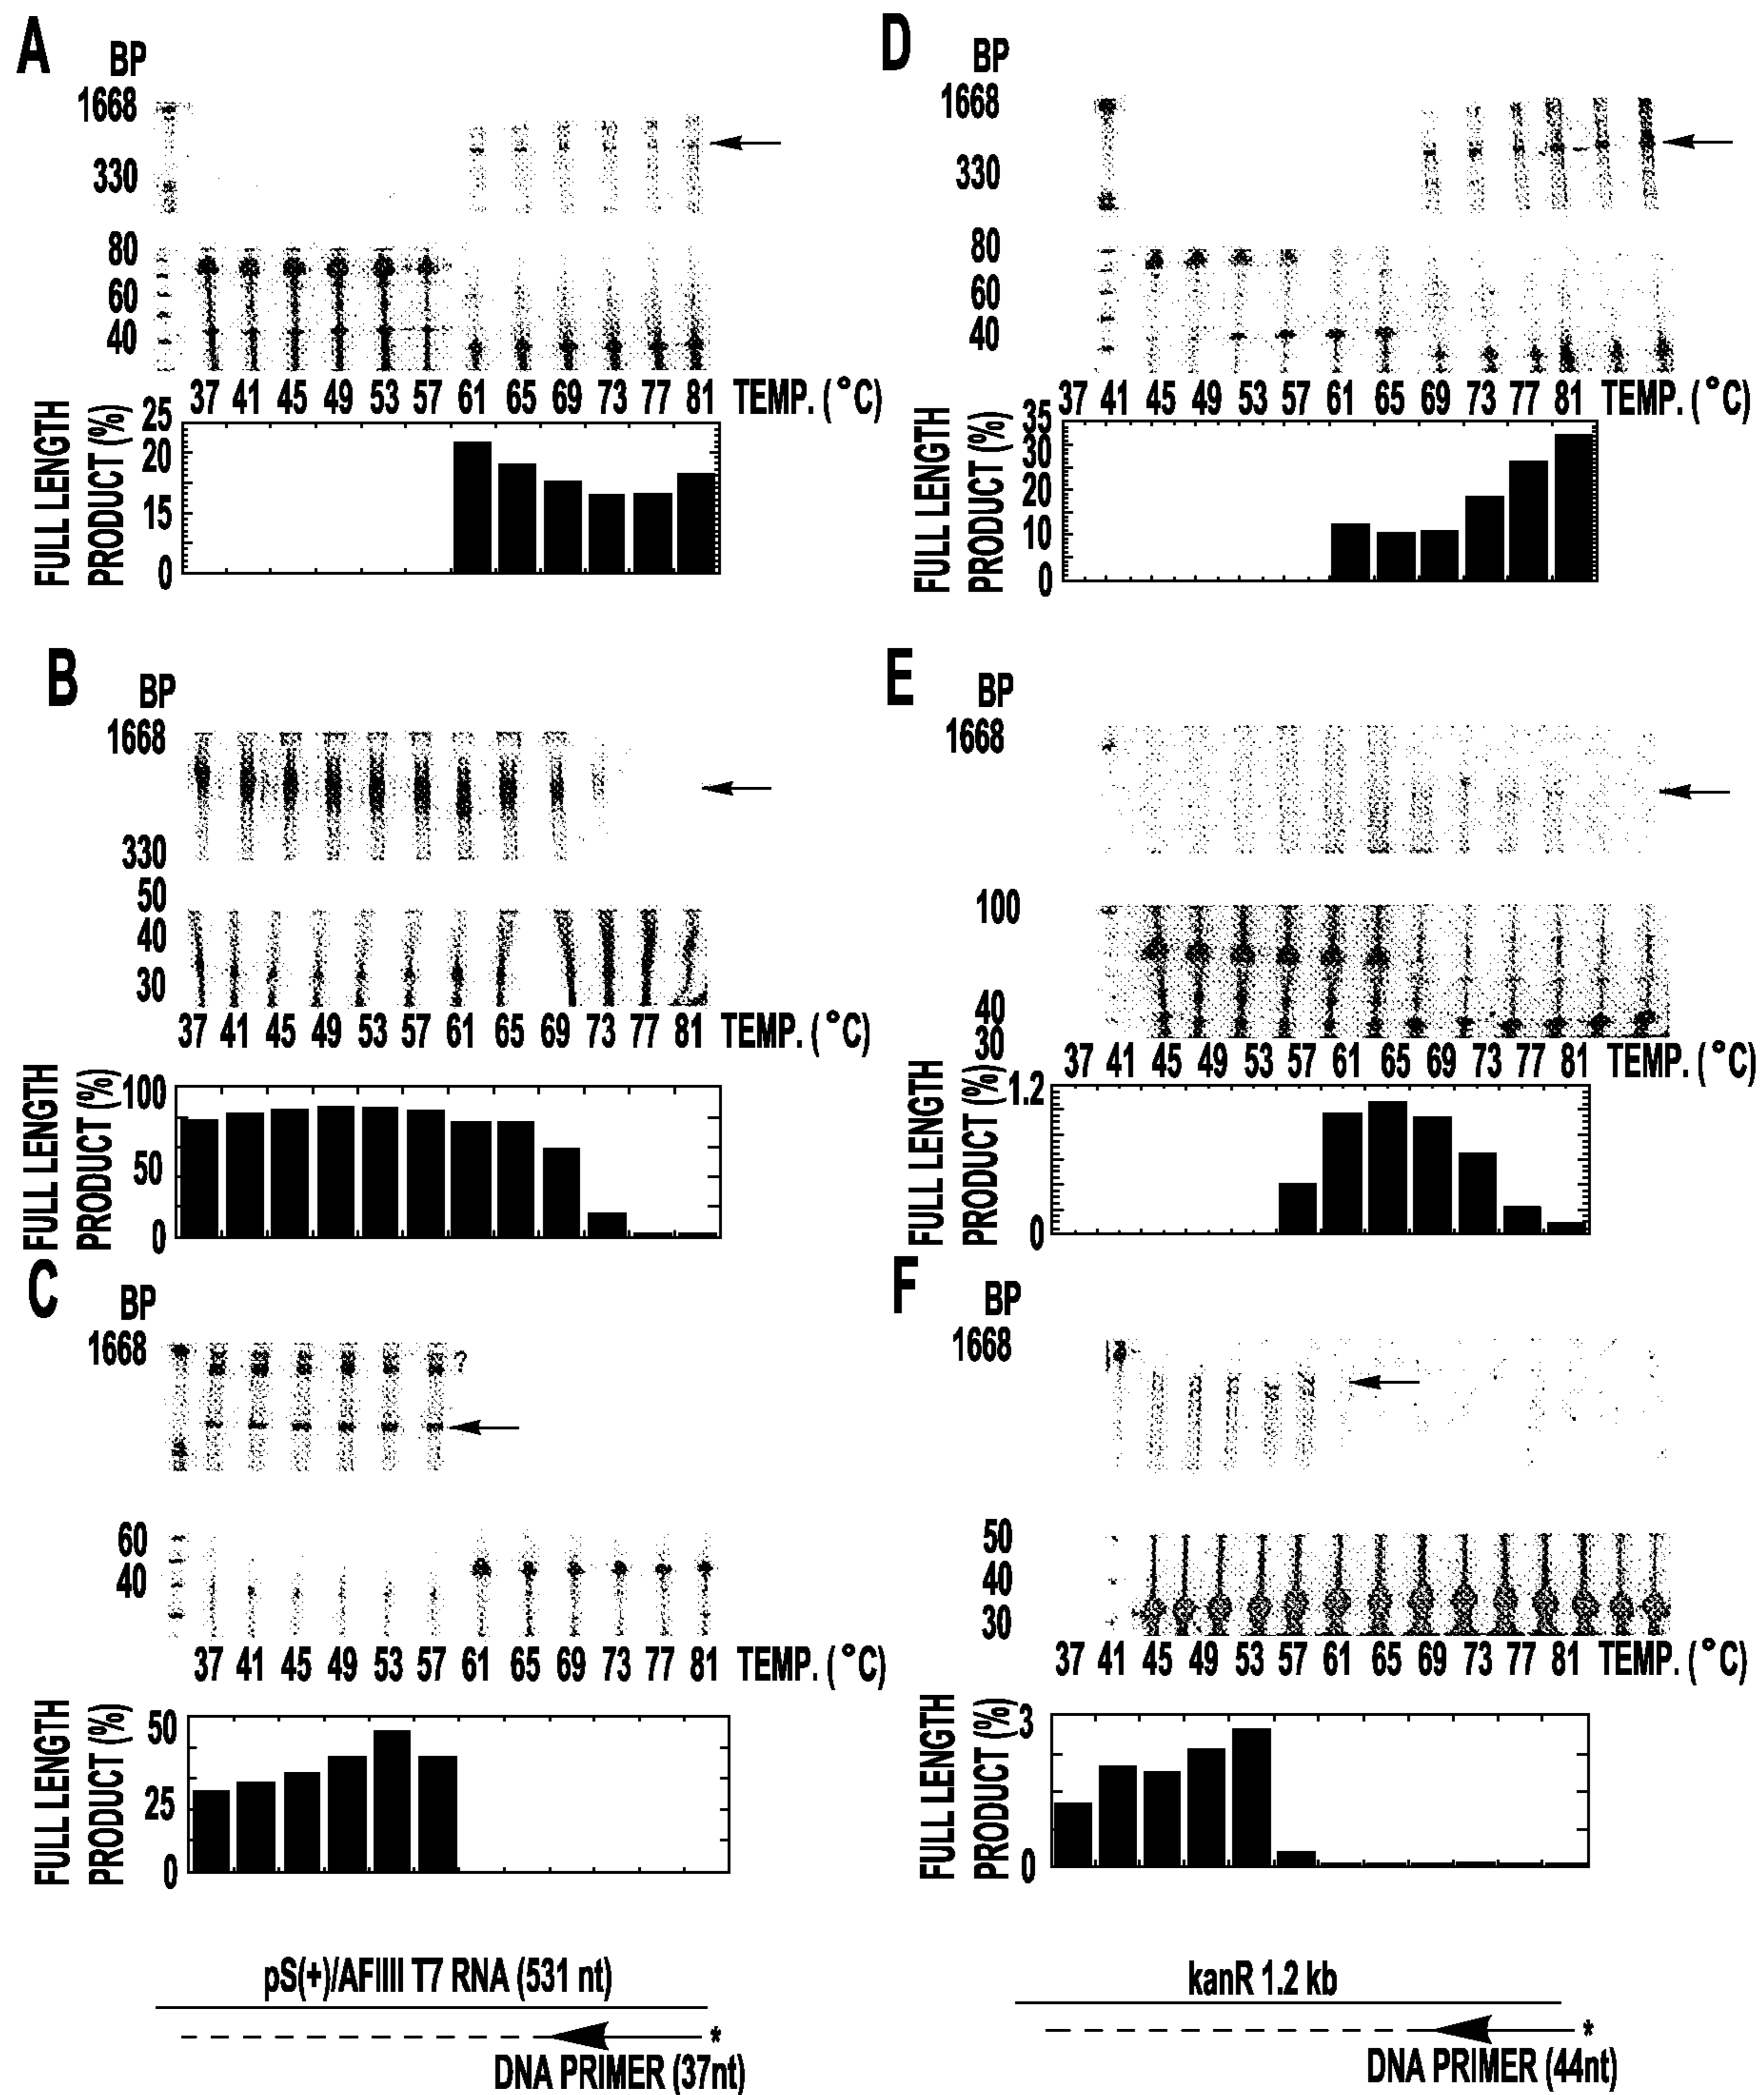 A
BP
1668
330
80
60
40
37 41 45 49 53 57 61 65 69 73 77 81 TEMP. (°C)
FULL LENGTH
PRODUCT (%)
25
20
15
0
B
BP
1668
330
50
40
30
37 41 45 49 53 57 61 65 69 73 77 81 TEMP. (°C)
FULL LENGTH
PRODUCT (%)
100
50
0
C
BP
1668
?
60
40
37 41 45 49 53 57 61 65 69 73 77 81 TEMP. (°C)
FULL LENGTH
PRODUCT (%)
50
25
0
pS(+)/AFIIII T7 RNA (531 nt)
*
DNA PRIMER (37nt)
D
BP
1668
330
80
60
40
37 41 45 49 53 57 61 65 69 73 77 81 TEMP. (°C)
FULL LENGTH
PRODUCT (%)
35
30
20
10
0
E
BP
1668
100
40
30
37 41 45 49 53 57 61 65 69 73 77 81 TEMP. (°C)
FULL LENGTH
PRODUCT (%)
1.2
0
F
BP
1668
50
40
30
37 41 45 49 53 57 61 65 69 73 77 81 TEMP. (°C)
FULL LENGTH
PRODUCT (%)
3
0
kanR 1.2 kb
*
DNA PRIMER (44nt)